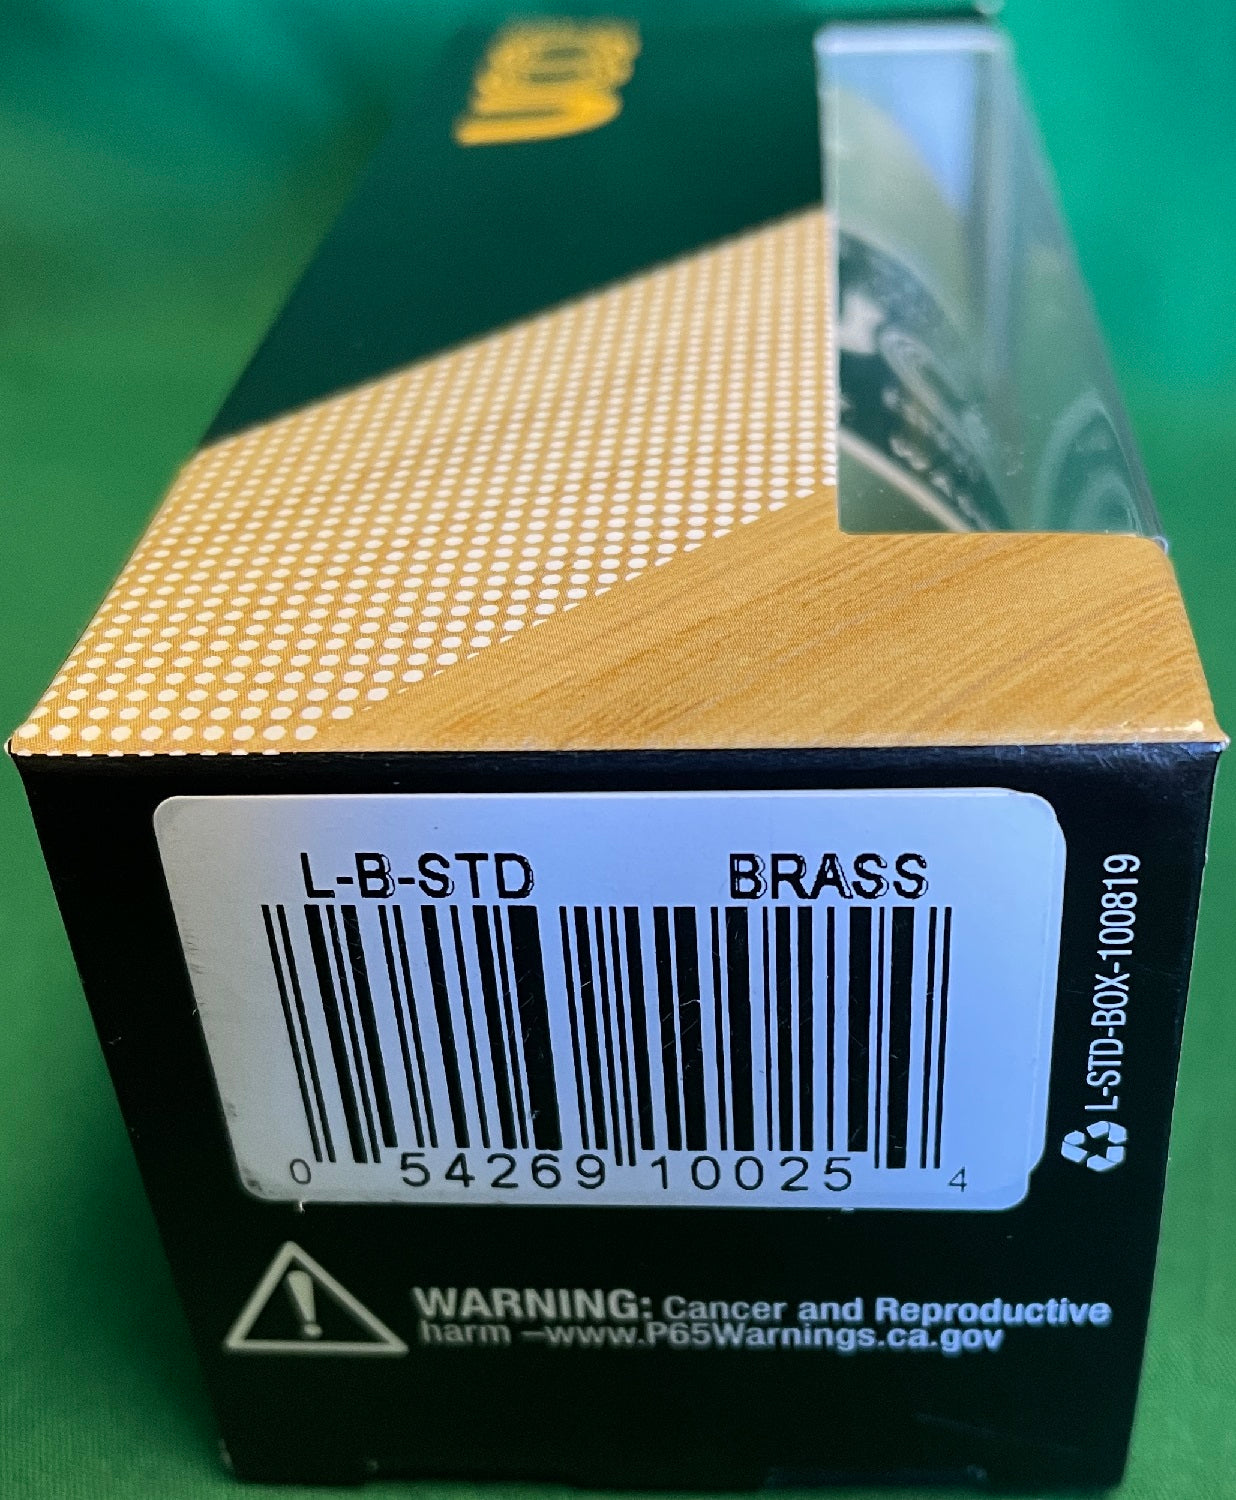 L-B-STD BRASS
0 54269 10025 4
L-STD-BOX-100819
WARNING: Cancer and Reproductive
harm –www.P65Warnings.ca.gov